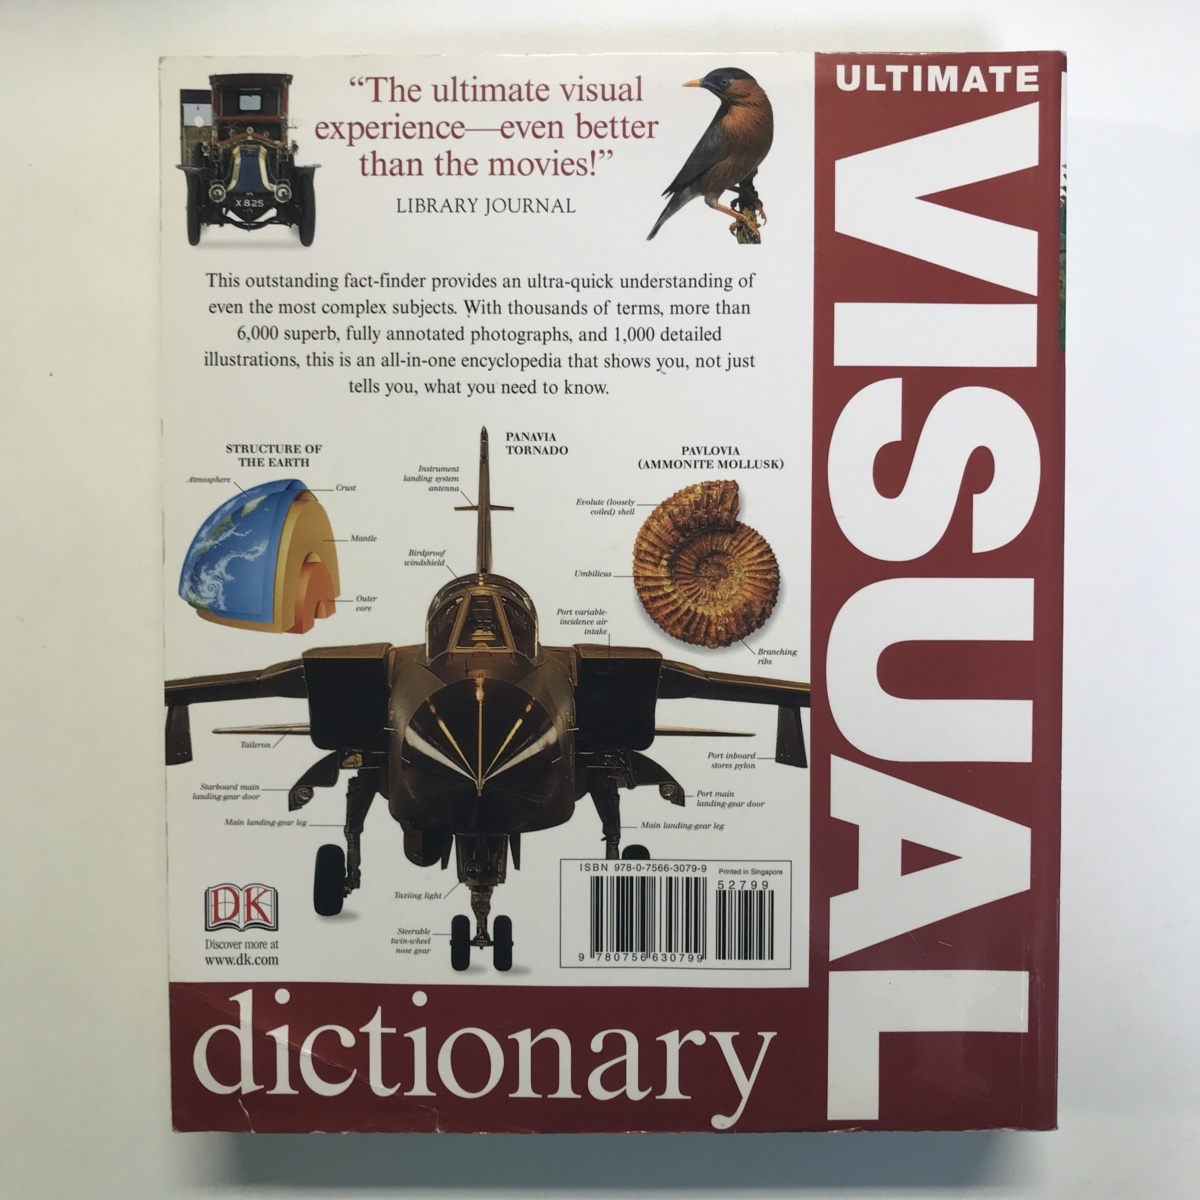 "The ultimate visual
experience—even better
than the movies!"
LIBRARY JOURNAL
X 825
This outstanding fact-finder provides an ultra-quick understanding of
even the most complex subjects. With thousands of terms, more than
6,000 superb, fully annotated photographs, and 1,000 detailed
illustrations, this is an all-in-one encyclopedia that shows you, not just
tells you, what you need to know.
STRUCTURE OF
THE EARTH
Atmosphere
Crust
Mantle
Outer
core
PANAVIA
TORNADO
Instrument
landing system
antenna
Birdproof
windshield
Port variable-
incidence air
intake
PAVLOVIA
(AMMONITE MOLLUSK)
Evolute (loosely
coiled) shell
Umbilicus
Branching
ribs
Taileron
Starboard main
landing-gear door
Main landing-gear leg
Port inboard
stores pylon
Port main
landing-gear door
Main landing-gear leg
Taxiing light
Steerable
twin-wheel
nose gear
DK
Discover more at
www.dk.com
ISBN 978-0-7566-3079-9
Printed in Singapore
52799
9 780756 630799
ULTIMATE
VISUAL
dictionary